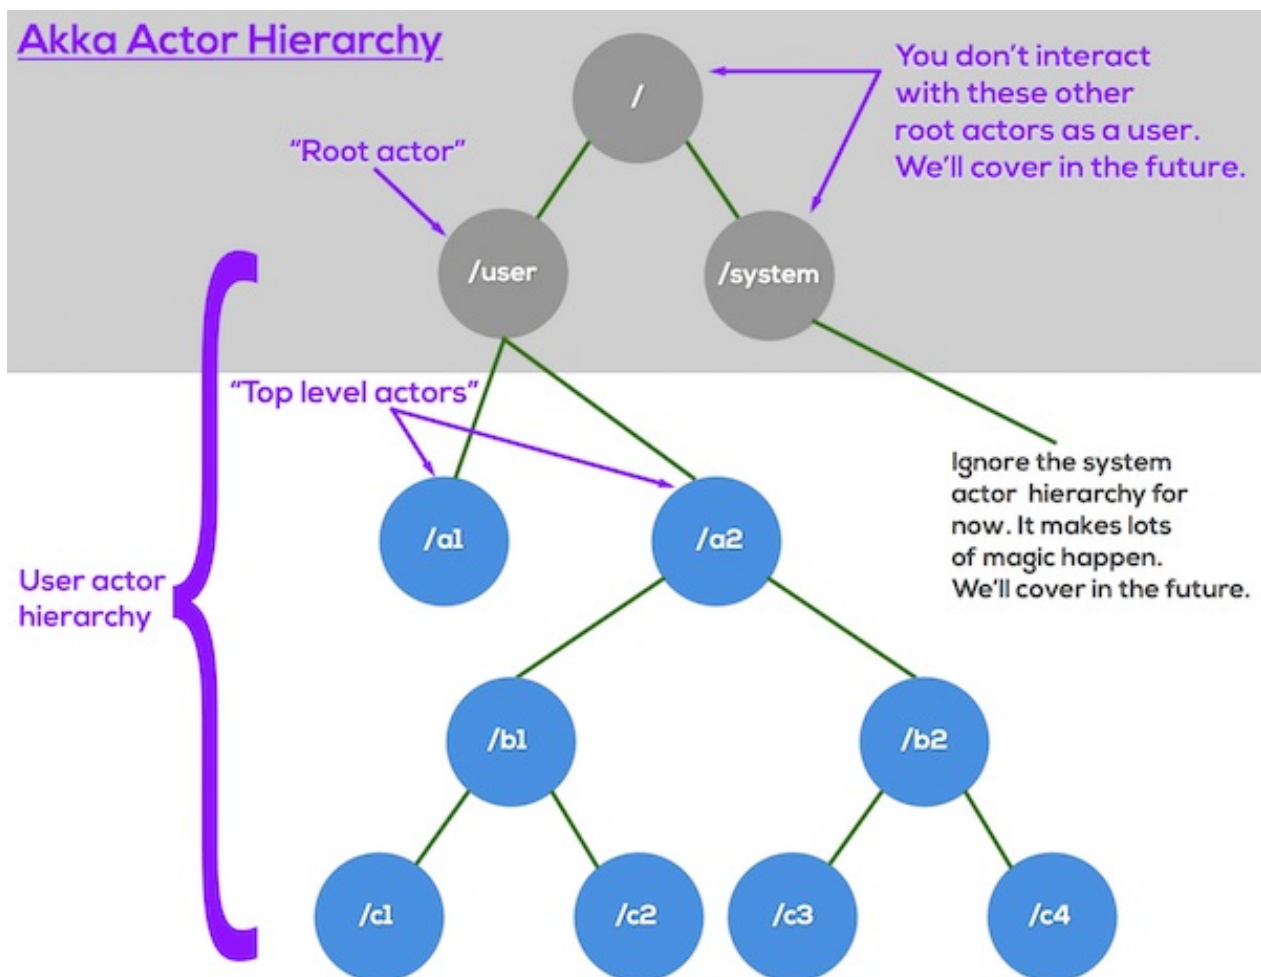 Akka Actor Hierarchy
/
You don't interact
with these other
root actors as a user.
We'll cover in the future.
"Root actor"
/user
/system
"Top level actors"
/a1
/a2
Ignore the system
actor hierarchy for
now. It makes lots
of magic happen.
We'll cover in the future.
User actor
hierarchy
/b1
/b2
/c1
/c2
/c3
/c4